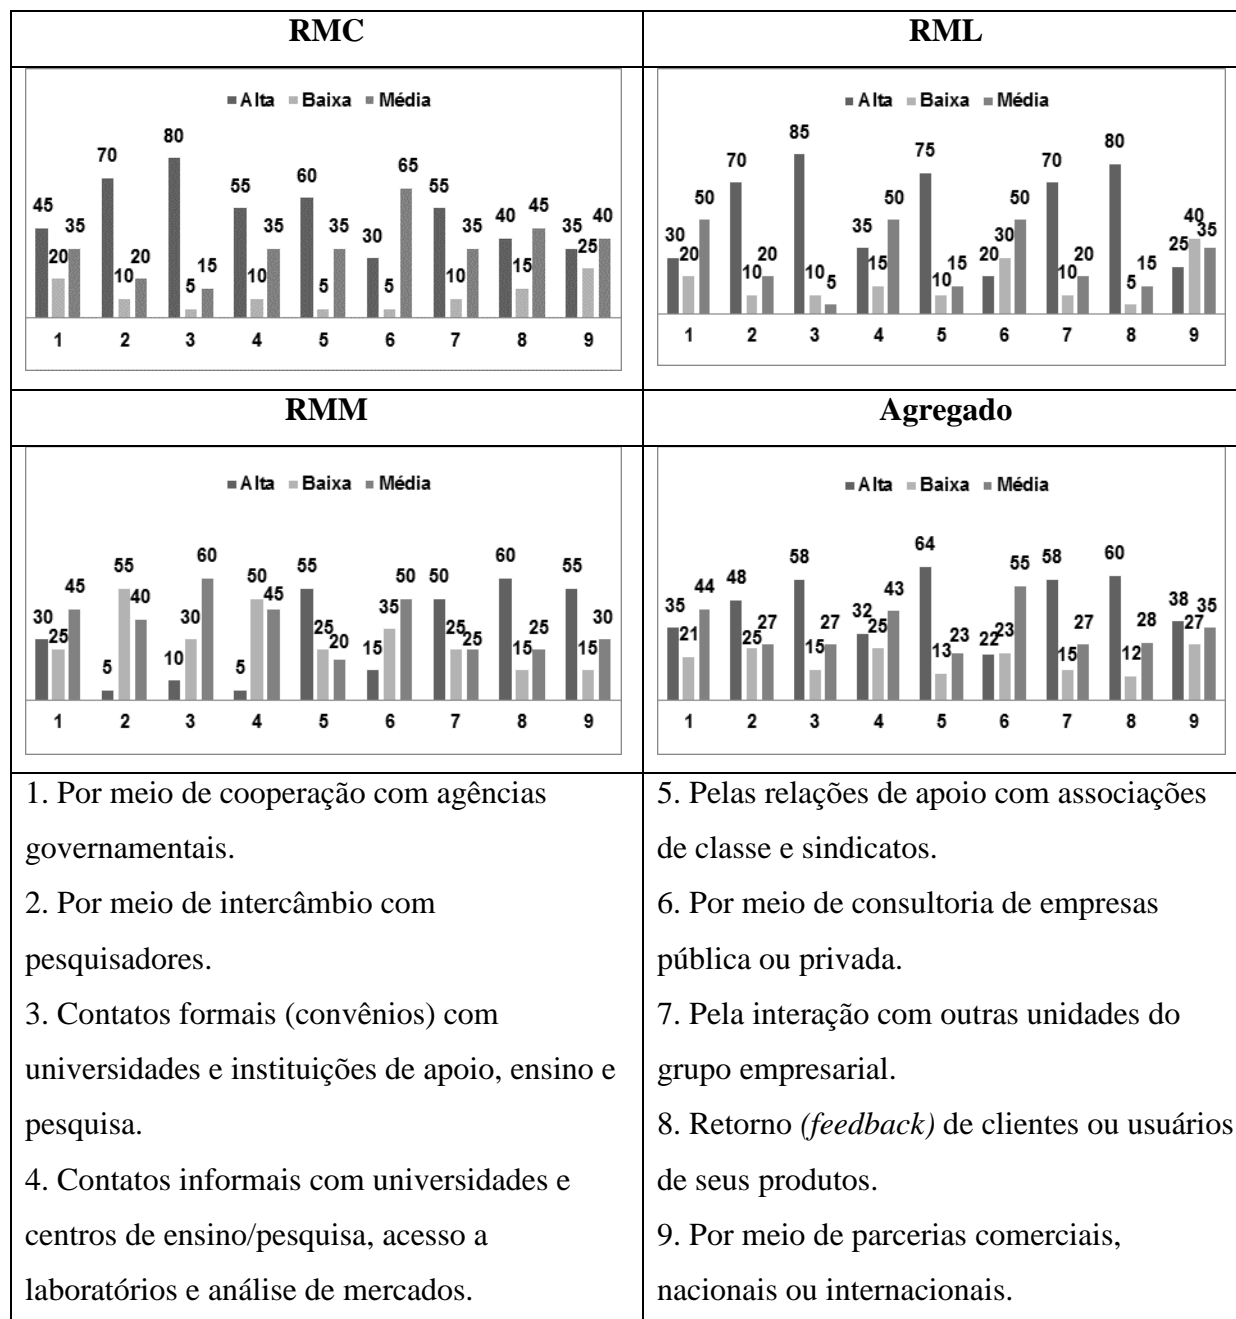 RMC
RML
Alta Baixa Média
45 20 35 70 10 20 80 5 15 55 10 35 60 5 35 30 5 65 55 10 35 40 15 45 35 25 40
1 2 3 4 5 6 7 8 9
Alta Baixa Média
30 20 50 70 10 20 85 10 5 35 15 50 75 10 15 20 30 50 70 10 20 80 5 15 25 40 35
1 2 3 4 5 6 7 8 9
RMM
Agregado
Alta Baixa Média
30 25 45 5 55 40 10 30 60 5 50 45 55 25 20 15 35 50 50 25 25 60 15 25 55 15 30
1 2 3 4 5 6 7 8 9
Alta Baixa Média
35 21 44 48 25 27 58 15 27 32 25 43 64 13 23 22 23 55 58 15 27 60 12 28 38 27 35
1 2 3 4 5 6 7 8 9
1. Por meio de cooperação com agências
governamentais.
2. Por meio de intercâmbio com
pesquisadores.
3. Contatos formais (convênios) com
universidades e instituições de apoio, ensino e
pesquisa.
4. Contatos informais com universidades e
centros de ensino/pesquisa, acesso a
laboratórios e análise de mercados.
5. Pelas relações de apoio com associações
de classe e sindicatos.
6. Por meio de consultoria de empresas
pública ou privada.
7. Pela interação com outras unidades do
grupo empresarial.
8. Retorno (feedback) de clientes ou usuários
de seus produtos.
9. Por meio de parcerias comerciais,
nacionais ou internacionais.